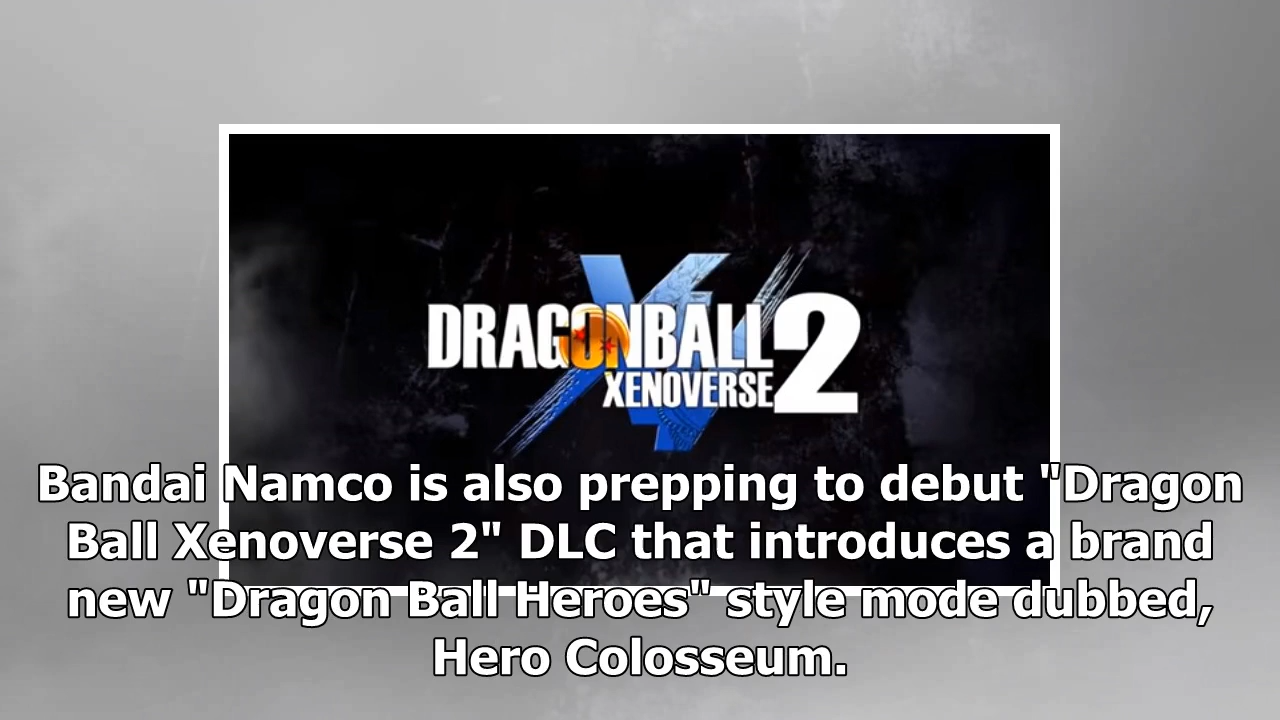 DRAGONBALL
XENOVERSE 2
Bandai Namco is also prepping to debut "Dragon
Ball Xenoverse 2" DLC that introduces a brand
new "Dragon Ball Heroes" style mode dubbed,
Hero Colosseum.